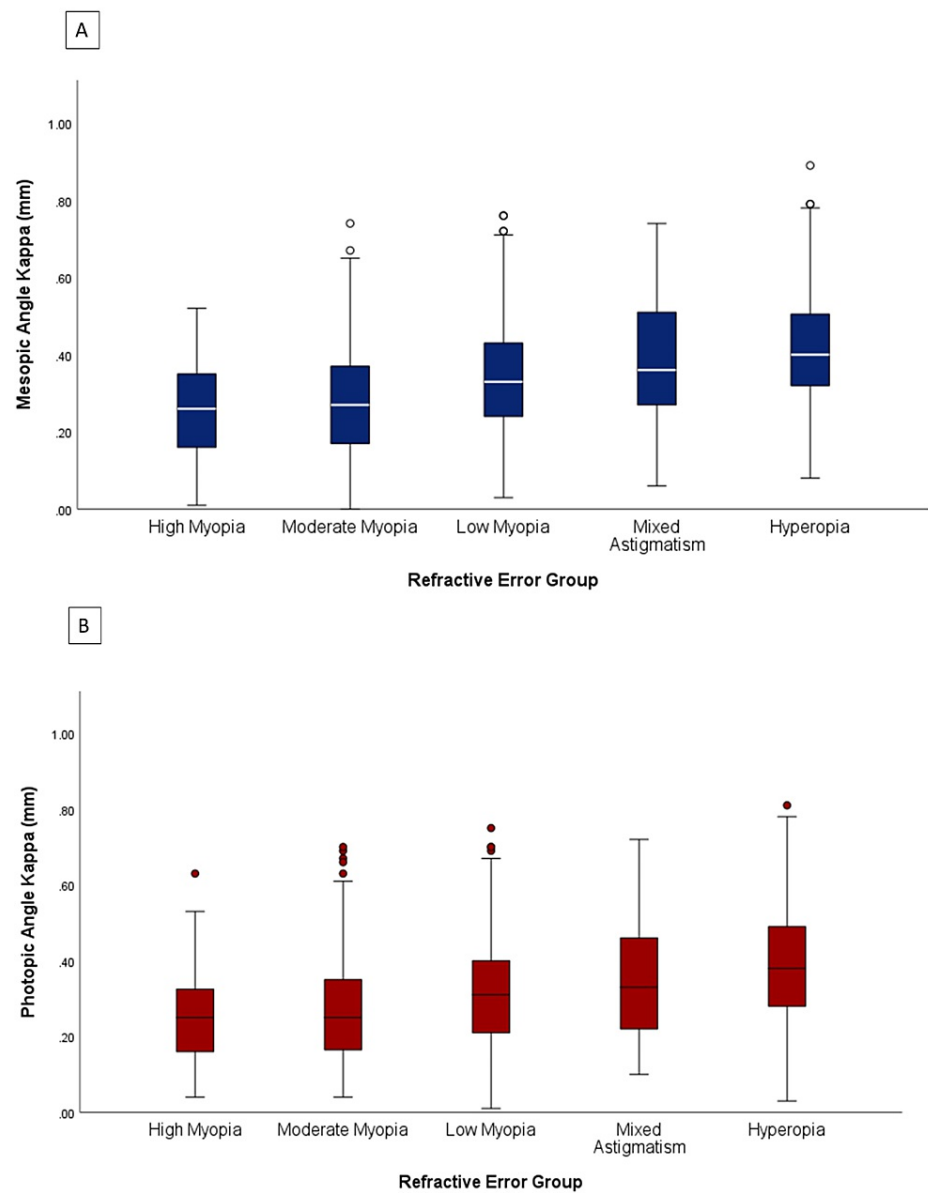 A
Mesopic Angle Kappa (mm)
1.00
.80
.60
.40
.20
.00
High Myopia
Moderate Myopia
Low Myopia
Mixed
Astigmatism
Hyperopia
Refractive Error Group
B
Photopic Angle Kappa (mm)
1.00
.80
.60
.40
.20
.00
High Myopia
Moderate Myopia
Low Myopia
Mixed
Astigmatism
Hyperopia
Refractive Error Group